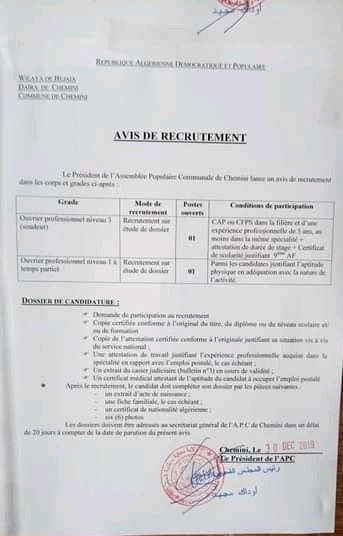 أوداك مجيد
REPUBLIQUE ALGERIENNE DEMOCRATIQUE ET POPULAIRE
WILAYA DE BEJAIA
DAÏRA DE CHEMINI
COMMUNE DE CHEMINI
AVIS DE RECRUTEMENT
Le Président de l'Assemblée Populaire Communale de Chemini lance un avis de recrutement
dans les corps et grades ci-après :
Grade Mode de recrutement Postes ouverts Conditions de participation
Ouvrier professionnel niveau 3 (soudeur) Recrutement sur étude de dossier 01 CAP ou CFPS dans la filière et d'une expérience professionnelle de 5 ans, au moins dans la même spécialité + attestation de durée de stage + Certificat de scolarité justifiant 9ème AF
Ouvrier professionnel niveau 1 à temps partiel Recrutement sur étude de dossier 01 Parmi les candidates justifiant l'aptitude physique en adéquation avec la nature de l'activité.
DOSSIER DE CANDIDATURE :
Demande de participation au recrutement
Copie certifiée conforme à l'original du titre, du diplôme ou du niveau scolaire et/
ou de formation
Copie de l'attestation certifiée conforme à l'originale justifiant sa situation vis à vis
du service national ;
Une attestation de travail justifiant l'expérience professionnelle acquise dans la
spécialité en rapport avec l'emploi postulé, le cas échéant ;
Un extrait du casier judiciaire (bulletin n°3) en cours de validité ;
Un certificat médical attestant de l'aptitude du candidat à occuper l'emploi postulé
Après le recrutement, le candidat doit compléter son dossier par les pièces suivantes :
- un extrait d'acte de naissance ;
- une fiche familiale, le cas échéant ;
- un certificat de nationalité algérienne ;
- six (6) photos.
Les dossiers doivent être adressés au secrétariat général de l'A.P.C de Chemini dans un délai
de 20 jours à compter de la date de parution du présent avis.
Chemini, Le 30 DEC 2019
Le Président de l'APC
رئيس المجلس الشعبي البلدي
أوداك مجيد